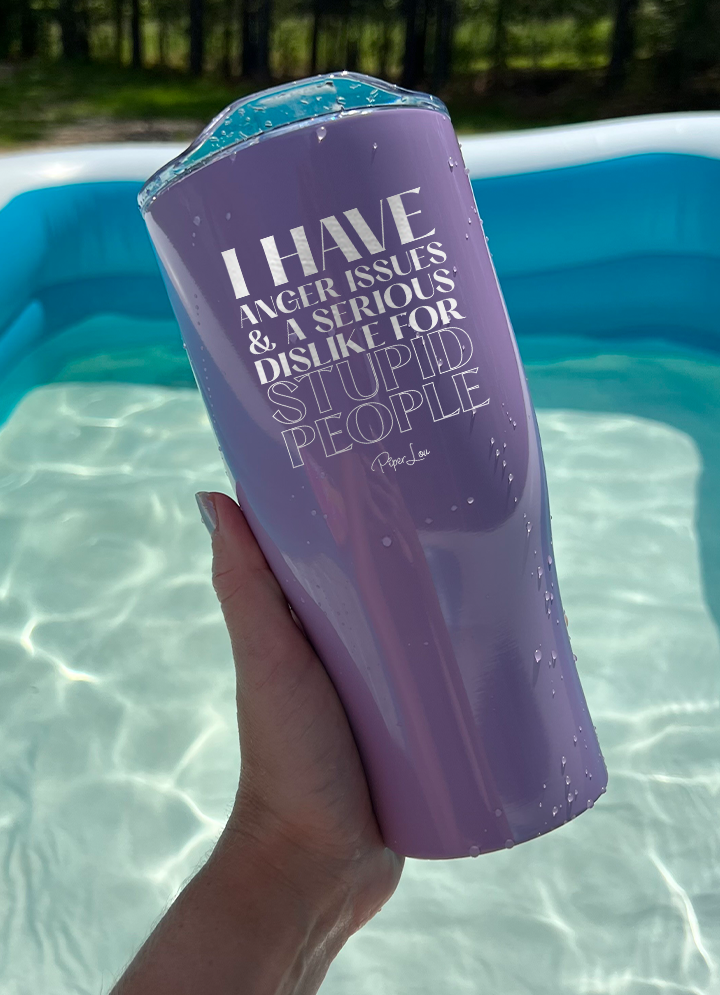 I HAVE
ANGER ISSUES
& A SERIOUS
DISLIKE FOR
STUPID
PEOPLE
Piper Lou